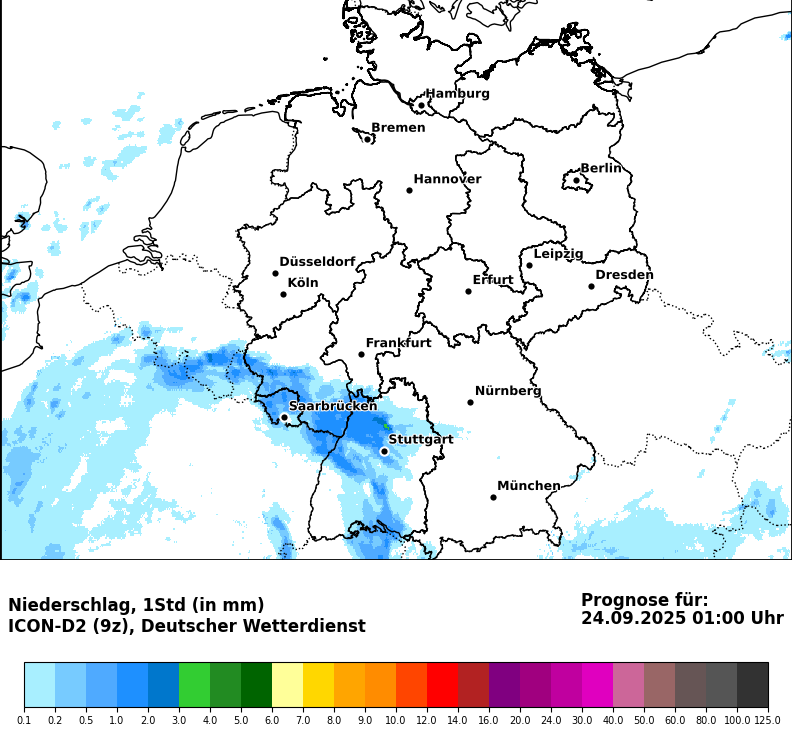 Hamburg
Bremen
Berlin
Hannover
Leipzig
Düsseldorf
Dresden
Köln
Erfurt
Frankfurt
Nürnberg
Saarbrücken
Stuttgart
München
Niederschlag, 1Std (in mm)
ICON-D2 (9z), Deutscher Wetterdienst
Prognose für:
24.09.2025 01:00 Uhr
0.1 0.2 0.5 1.0 2.0 3.0 4.0 5.0 6.0 7.0 8.0 9.0 10.0 12.0 14.0 16.0 20.0 24.0 30.0 40.0 50.0 60.0 80.0 100.0 125.0